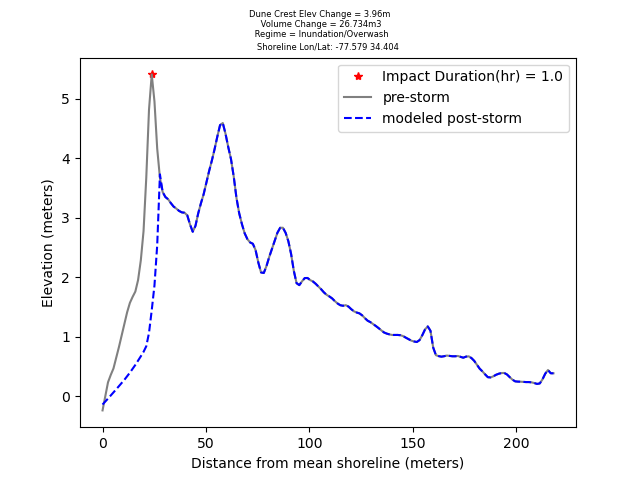 Dune Crest Elev Change = 3.96m
Volume Change = 26.734m3
Regime = Inundation/Overwash
Shoreline Lon/Lat: -77.579 34.404
Impact Duration(hr) = 1.0
pre-storm
modeled post-storm
5
4
3
2
1
0
Elevation (meters)
0 50 100 150 200
Distance from mean shoreline (meters)